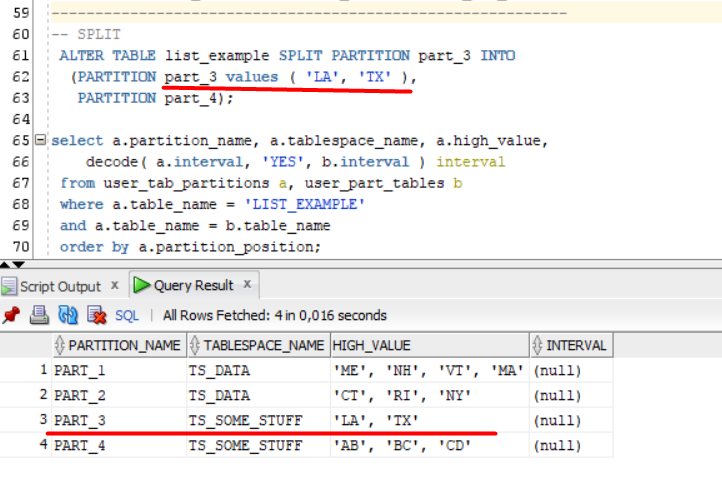 59 ------------------------------------------------------
60 -- SPLIT
61 ALTER TABLE list_example SPLIT PARTITION part_3 INTO
62 (PARTITION part_3 values ( 'LA', 'TX' ),
63 PARTITION part_4);
64
65 select a.partition_name, a.tablespace_name, a.high_value,
66 decode( a.interval, 'YES', b.interval ) interval
67 from user_tab_partitions a, user_part_tables b
68 where a.table_name = 'LIST_EXAMPLE'
69 and a.table_name = b.table_name
70 order by a.partition_position;
Script Output x Query Result x
SQL | All Rows Fetched: 4 in 0,016 seconds
PARTITION_NAME TABLESPACE_NAME HIGH_VALUE INTERVAL
1 PART_1 TS_DATA 'ME', 'NH', 'VT', 'MA' (null)
2 PART_2 TS_DATA 'CT', 'RI', 'NY' (null)
3 PART_3 TS_SOME_STUFF 'LA', 'TX' (null)
4 PART_4 TS_SOME_STUFF 'AB', 'BC', 'CD' (null)